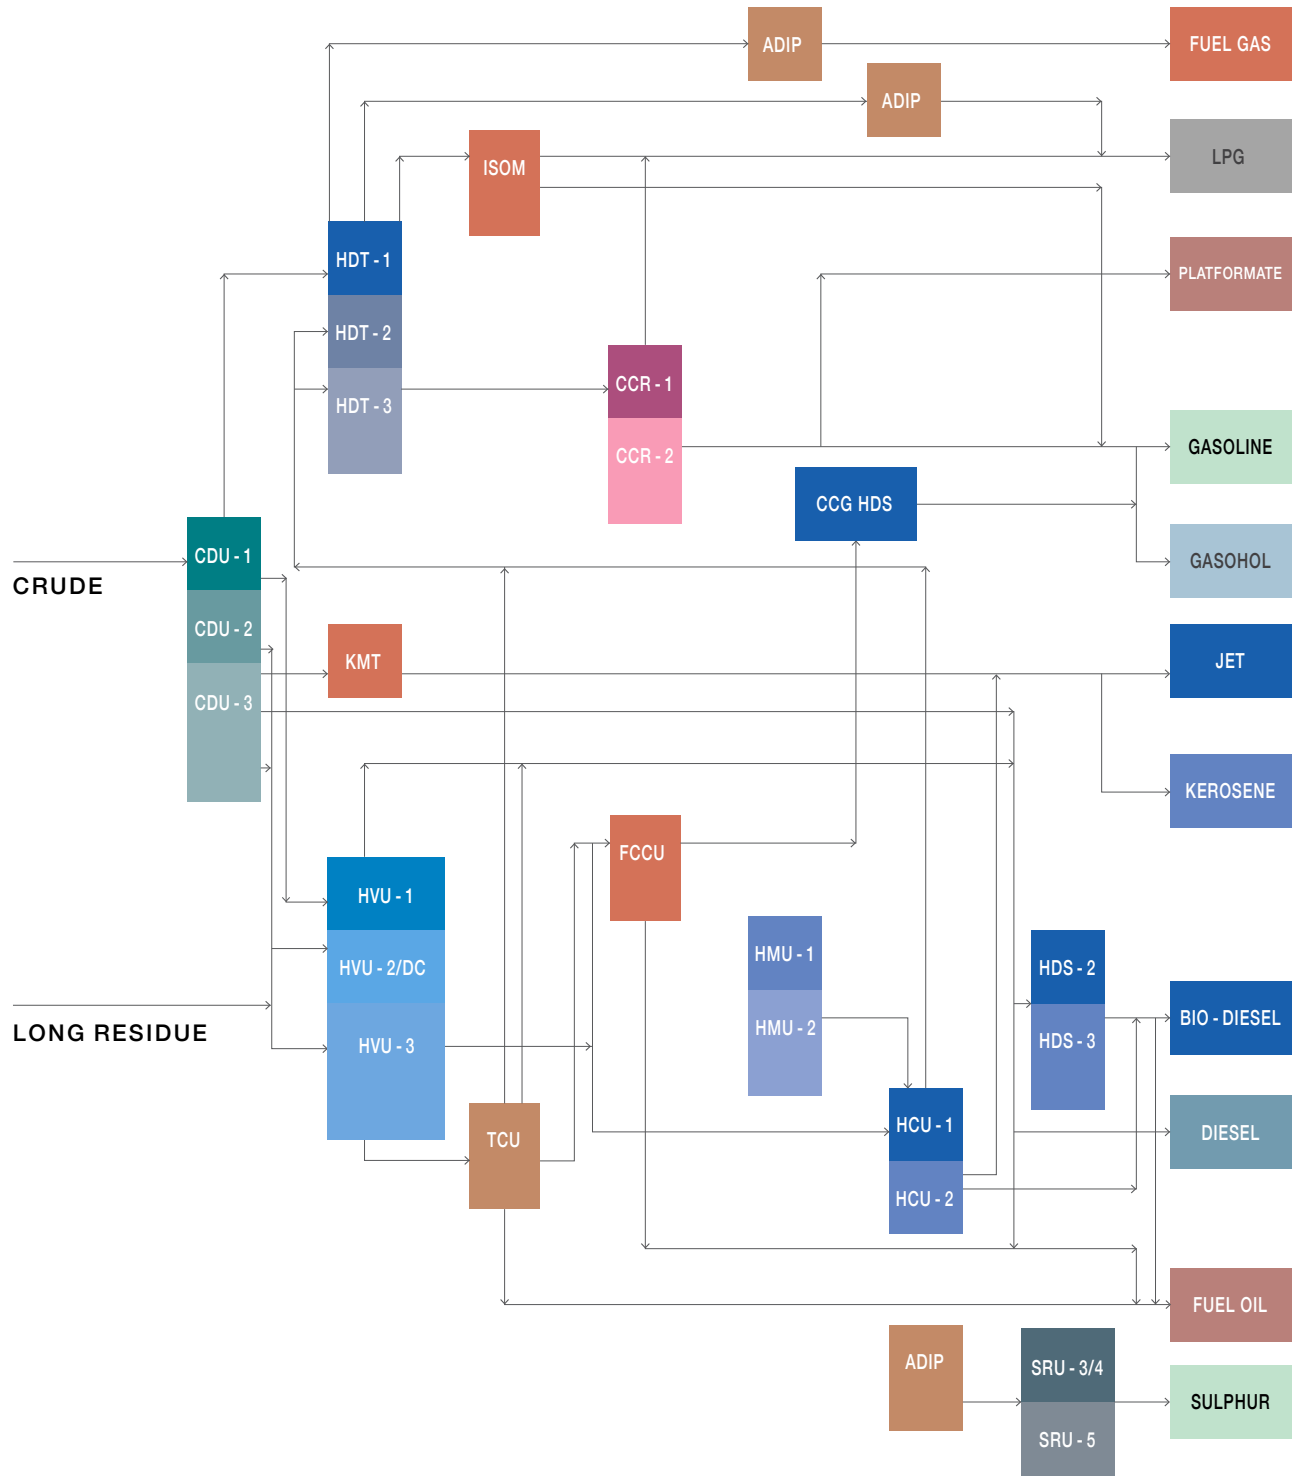 ADIP
FUEL GAS
ADIP
ISOM
LPG
HDT - 1
PLATFORMATE
HDT - 2
CCR - 1
HDT - 3
CCR - 2
GASOLINE
CCG HDS
CDU - 1
GASOHOL
CRUDE
CDU - 2
KMT
JET
CDU - 3
KEROSENE
FCCU
HVU - 1
HMU - 1
HVU - 2/DC
HDS - 2
LONG RESIDUE
HVU - 3
HMU - 2
HDS - 3
BIO - DIESEL
TCU
HCU - 1
DIESEL
HCU - 2
FUEL OIL
ADIP
SRU - 3/4
SULPHUR
SRU - 5